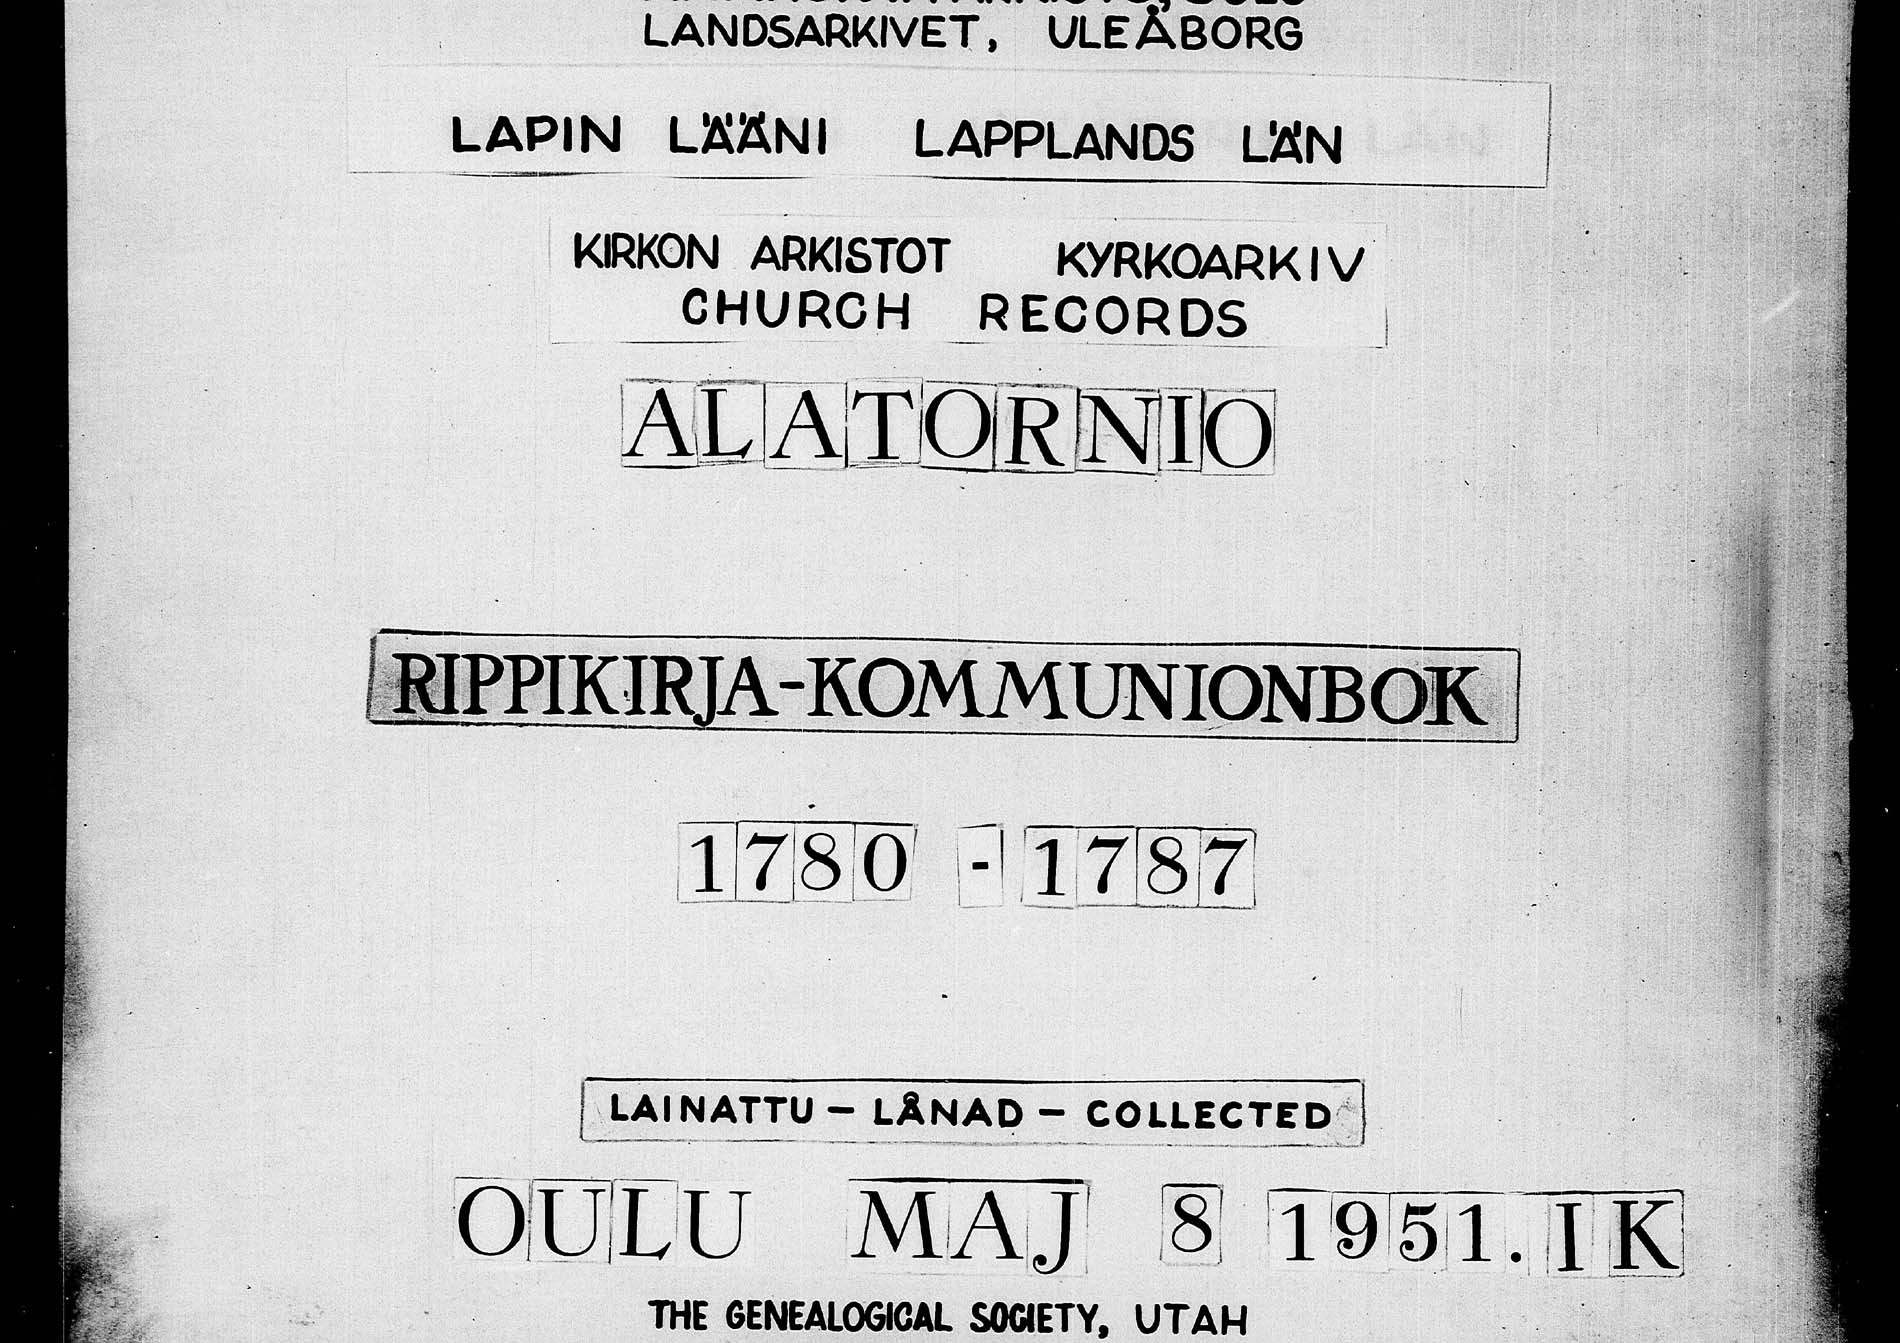 LANDSARKIVET, ULEÅBORG
LAPIN LÄÄNI LAPPLANDS LÄN
KIRKON ARKISTOT KYRKOARKIV
CHURCH RECORDS
ALATORNIO
RIPPIKIRJA-KOMMUNIONBOK
1780 - 1787
LAINATTU - LÅNAD - COLLECTED
OULU MAJ 8 1951. IK
THE GENEALOGICAL SOCIETY, UTAH